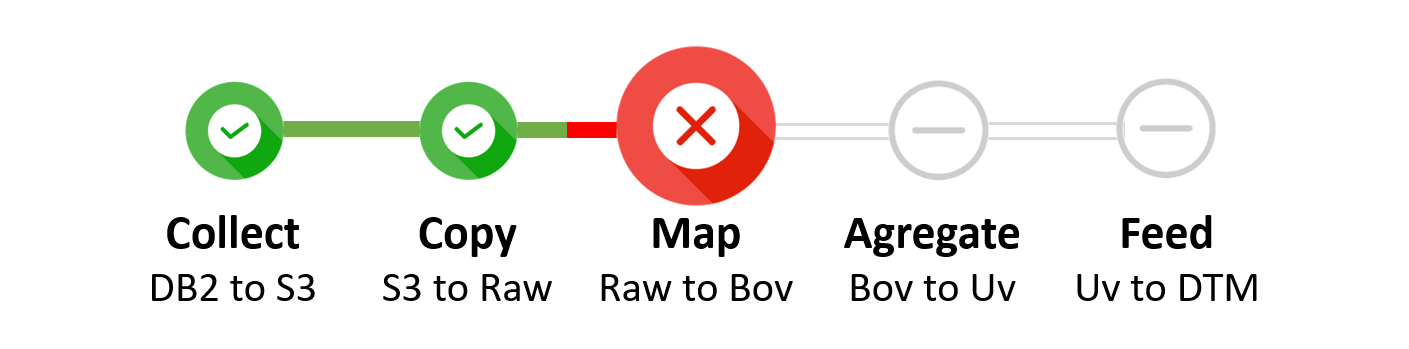 Collect Copy Map Agregate Feed
DB2 to S3 S3 to Raw Raw to Bov Bov to Uv Uv to DTM